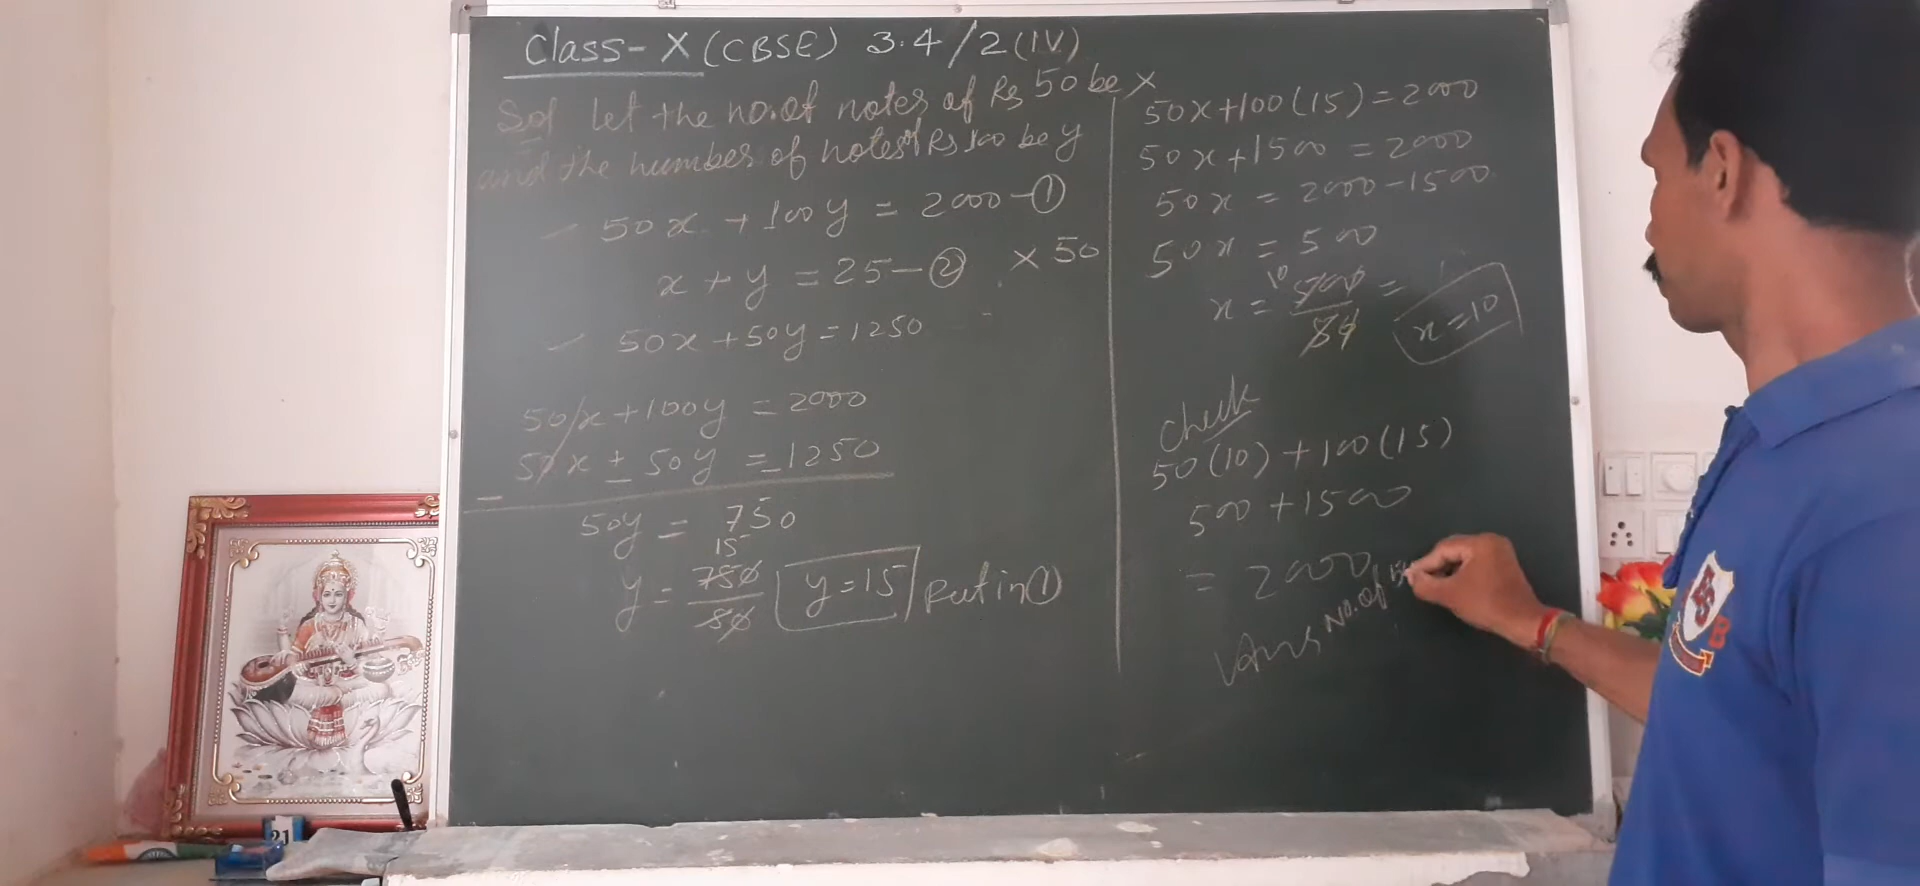 Class-X (CBSE) 3.4/2(IV)
Sol let the no.of notes of Rs 50 be x
and the number of notes of Rs 100 be y
50x + 100y = 2000 - ①
x + y = 25 - ② × 50
50x + 50y = 1250
50x + 100y = 2000
50x ± 50y = 1250
50y = 750
15
y = 750/50 y = 15 Put in ①
50x + 100(15) = 2000
50x + 1500 = 2000
50x = 2000 - 1500
50x = 500
10
x = 500/50 = x = 10
Check
50(10) + 100(15)
500 + 1500
= 2000
Ans No. of
21
B